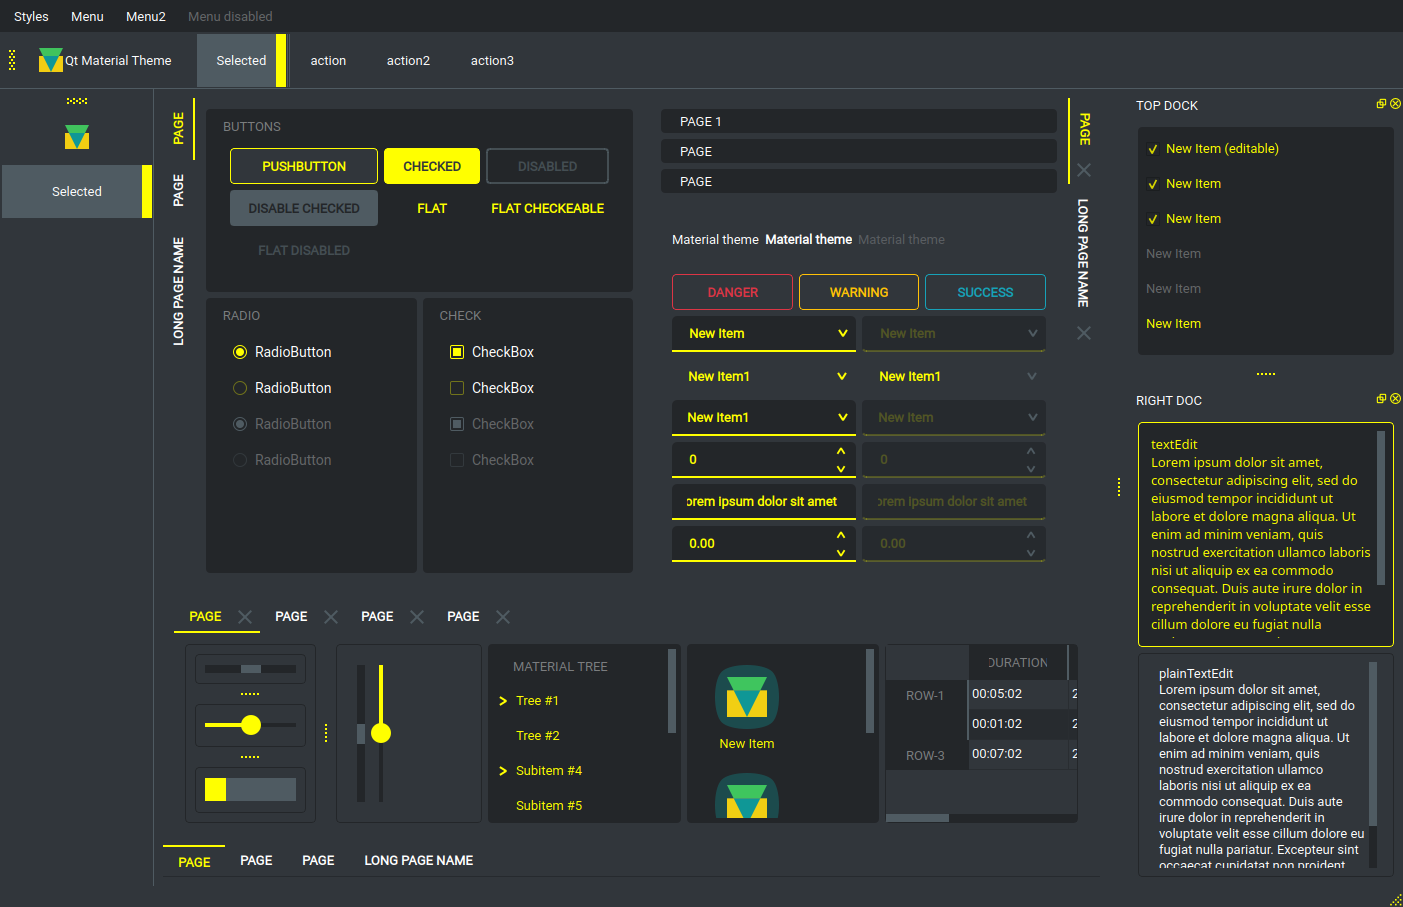 Styles Menu Menu2 Menu disabled
Qt Material Theme Selected action action2 action3
Selected
PAGE
PAGE
LONG PAGE NAME
BUTTONS
PUSHBUTTON CHECKED DISABLED
DISABLE CHECKED FLAT FLAT CHECKEABLE
FLAT DISABLED
RADIO
RadioButton
RadioButton
RadioButton
RadioButton
CHECK
CheckBox
CheckBox
CheckBox
CheckBox
PAGE 1
PAGE
PAGE
Material theme Material theme Material theme
DANGER WARNING SUCCESS
New Item New Item
New Item1 New Item1
New Item1 New Item
0 0
orem ipsum dolor sit amet orem ipsum dolor sit amet
0.00 0.00
PAGE
LONG PAGE NAME
TOP DOCK
New Item (editable)
New Item
New Item
New Item
New Item
New Item
RIGHT DOC
textEdit
Lorem ipsum dolor sit amet,
consectetur adipiscing elit, sed do
eiusmod tempor incididunt ut
labore et dolore magna aliqua. Ut
enim ad minim veniam, quis
nostrud exercitation ullamco laboris
nisi ut aliquip ex ea commodo
consequat. Duis aute irure dolor in
reprehenderit in voluptate velit esse
cillum dolore eu fugiat nulla
plainTextEdit
Lorem ipsum dolor sit amet,
consectetur adipiscing elit, sed do
eiusmod tempor incididunt ut
labore et dolore magna aliqua. Ut
enim ad minim veniam, quis
nostrud exercitation ullamco
laboris nisi ut aliquip ex ea
commodo consequat. Duis aute
irure dolor in reprehenderit in
voluptate velit esse cillum dolore eu
fugiat nulla pariatur. Excepteur sint
occaecat cupidatat non proident
PAGE PAGE PAGE PAGE
MATERIAL TREE
Tree #1
Tree #2
Subitem #4
Subitem #5
New Item
DURATION
ROW-1 00:05:02 2
00:01:02 2
ROW-3 00:07:02 2
PAGE PAGE PAGE LONG PAGE NAME